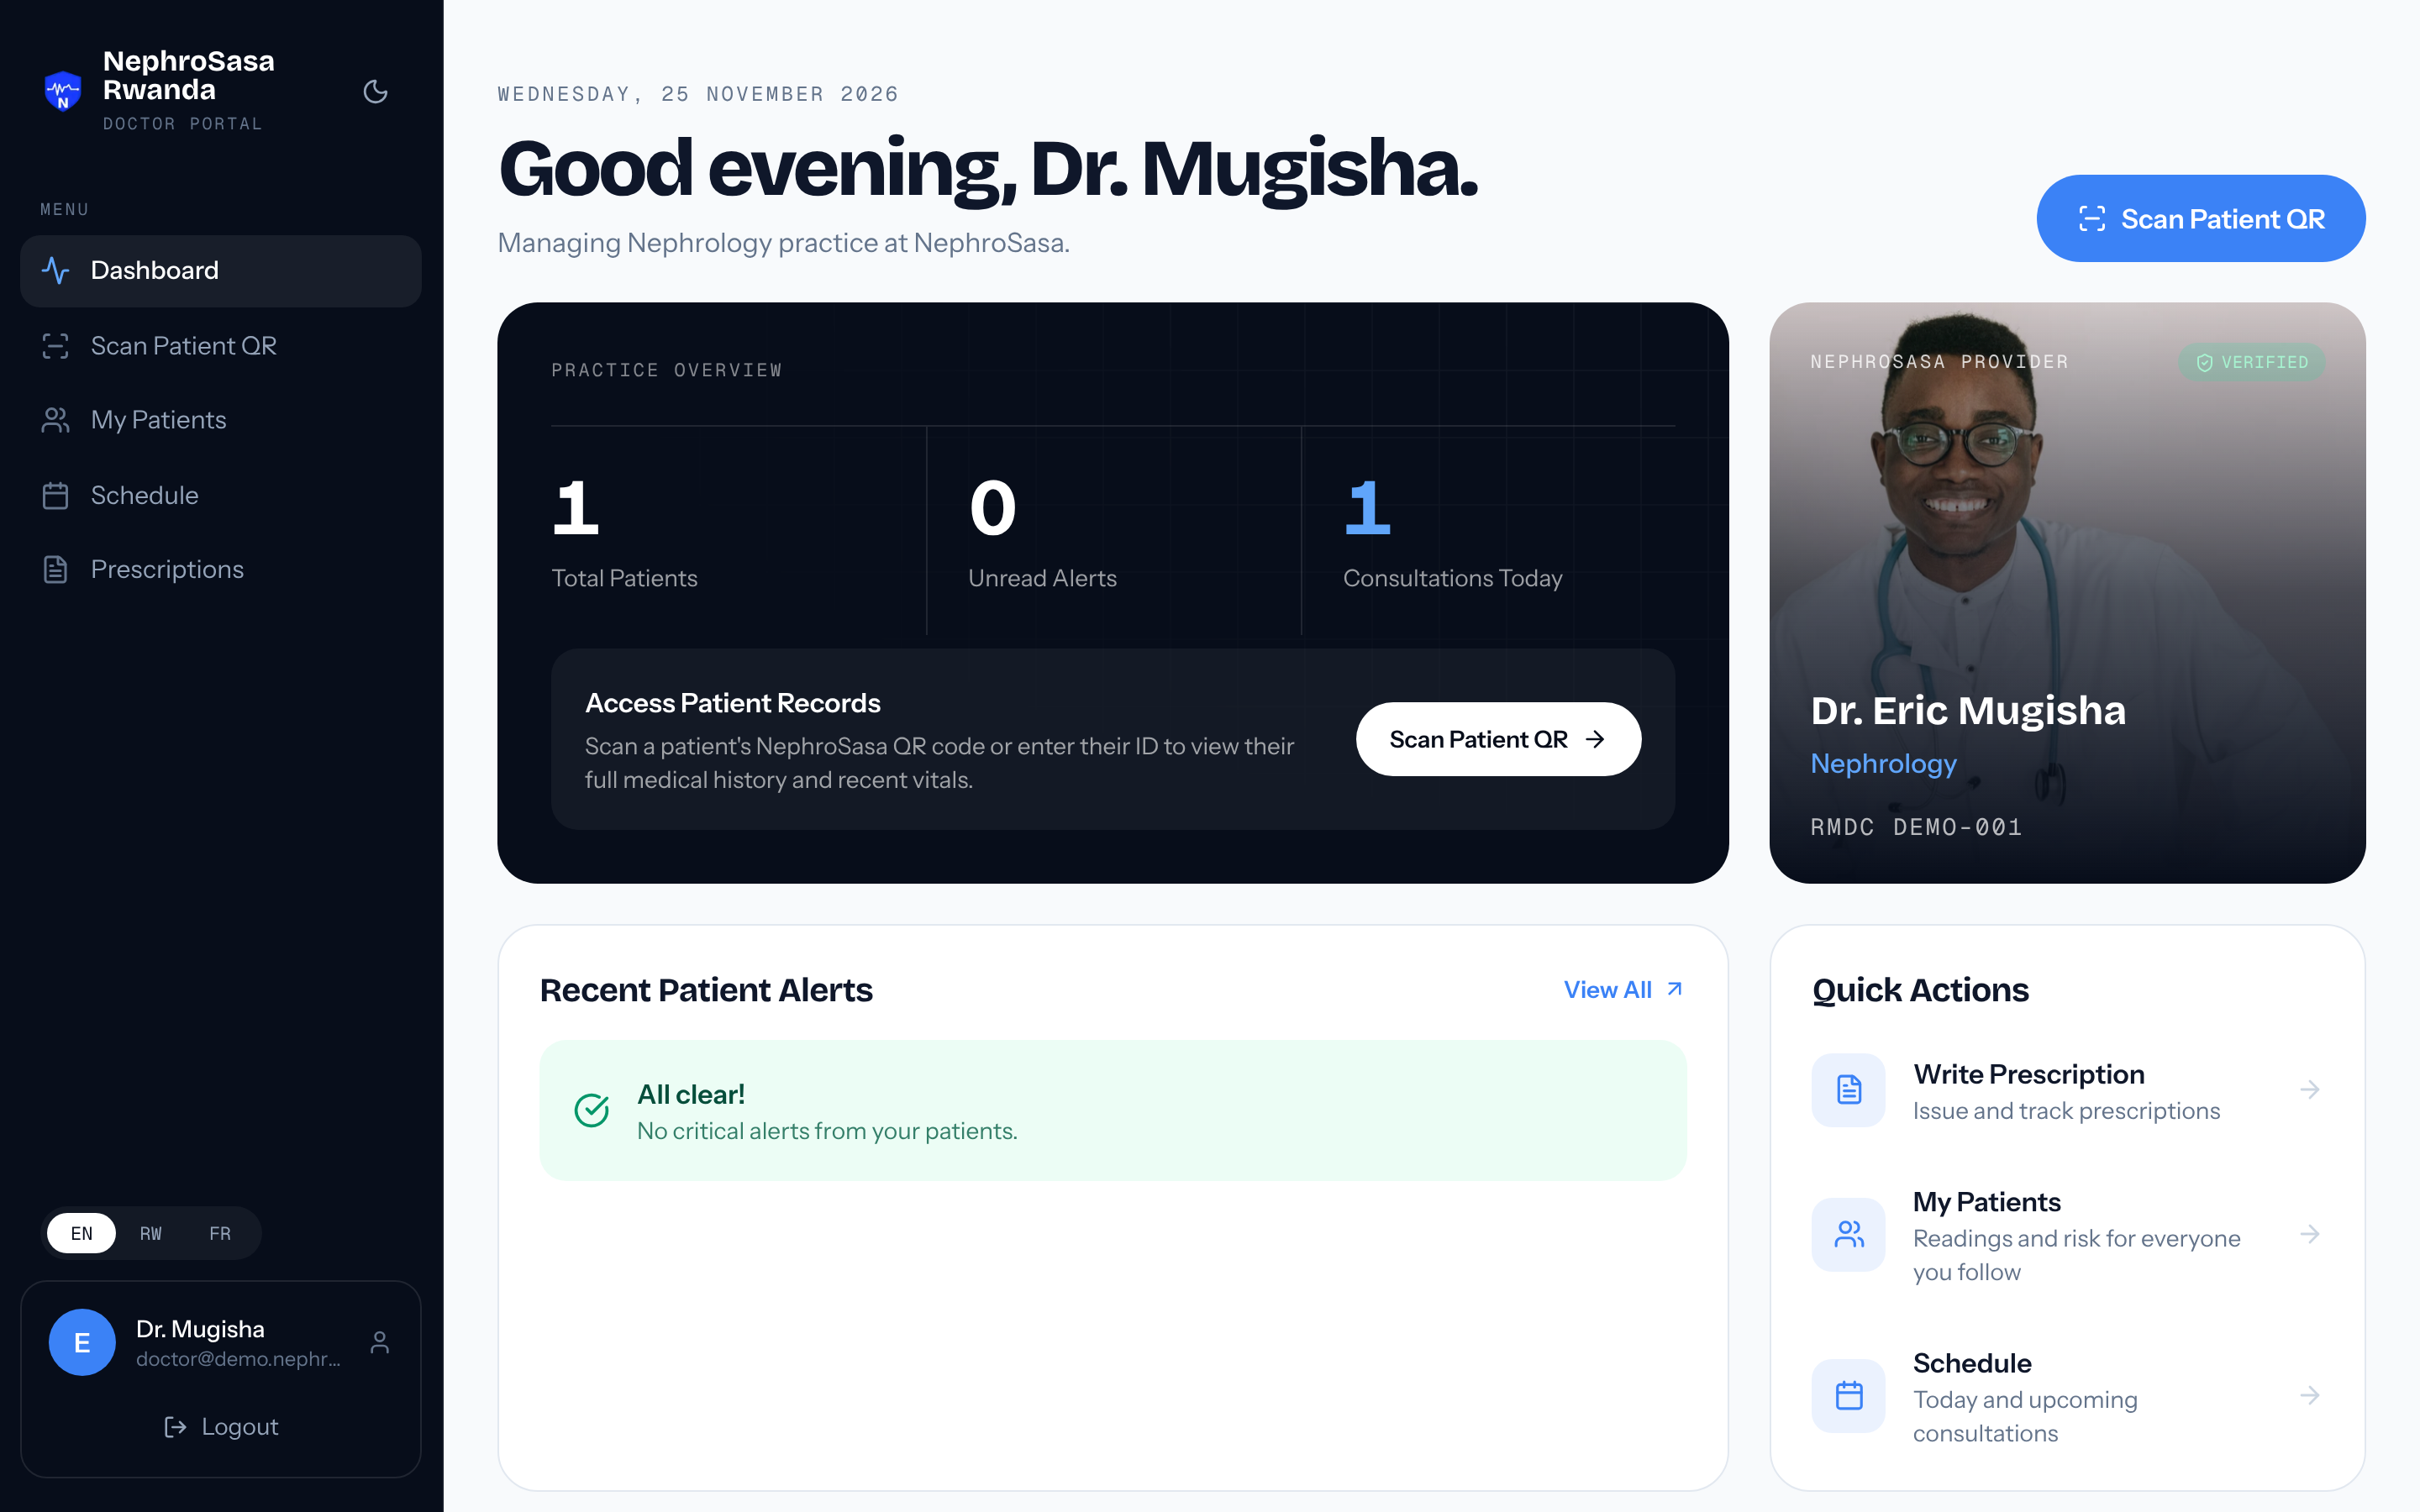 NephroSasa
Rwanda
DOCTOR PORTAL
MENU
Dashboard
Scan Patient QR
My Patients
Schedule
Prescriptions
EN RW FR
E
Dr. Mugisha
doctor@demo.nephr...
Logout
WEDNESDAY, 25 NOVEMBER 2026
Good evening, Dr. Mugisha.
Managing Nephrology practice at NephroSasa.
Scan Patient QR
PRACTICE OVERVIEW
1
Total Patients
0
Unread Alerts
1
Consultations Today
Access Patient Records
Scan a patient's NephroSasa QR code or enter their ID to view their
full medical history and recent vitals.
Scan Patient QR
NEPHROSASA PROVIDER
VERIFIED
Dr. Eric Mugisha
Nephrology
RMDC DEMO-001
Recent Patient Alerts
View All
All clear!
No critical alerts from your patients.
Quick Actions
Write Prescription
Issue and track prescriptions
My Patients
Readings and risk for everyone
you follow
Schedule
Today and upcoming
consultations